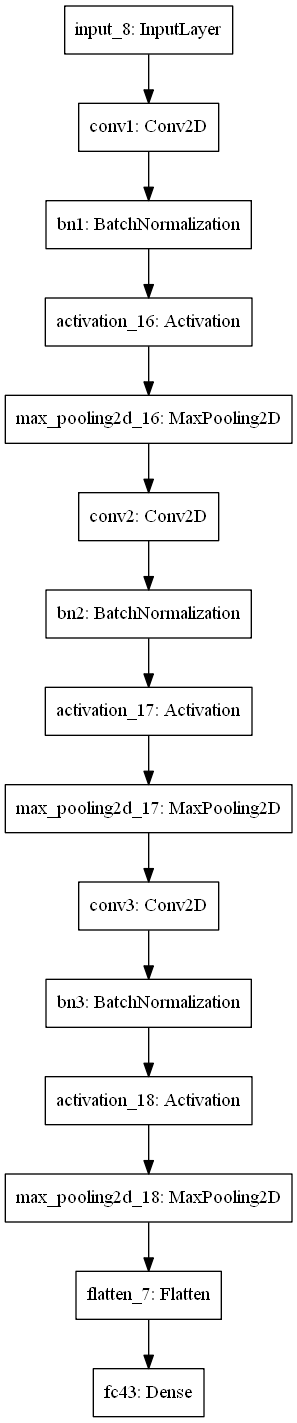 input_8: InputLayer
conv1: Conv2D
bn1: BatchNormalization
activation_16: Activation
max_pooling2d_16: MaxPooling2D
conv2: Conv2D
bn2: BatchNormalization
activation_17: Activation
max_pooling2d_17: MaxPooling2D
conv3: Conv2D
bn3: BatchNormalization
activation_18: Activation
max_pooling2d_18: MaxPooling2D
flatten_7: Flatten
fc43: Dense